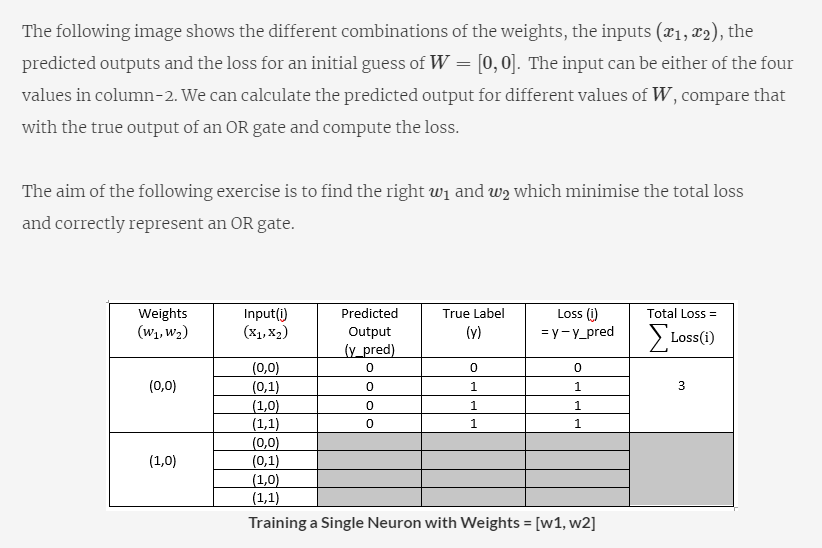 The following image shows the different combinations of the weights, the inputs (x₁, x₂), the
predicted outputs and the loss for an initial guess of W = [0, 0]. The input can be either of the four
values in column-2. We can calculate the predicted output for different values of W, compare that
with the true output of an OR gate and compute the loss.
The aim of the following exercise is to find the right w₁ and w₂ which minimise the total loss
and correctly represent an OR gate.
Weights Input(i) Predicted True Label Loss (i) Total Loss =
(w₁, w₂) (x₁, x₂) Output (y) = y – y_pred ∑ Loss(i)
(y_pred)
(0,0) 0 0 0
(0,0) (0,1) 0 1 1 3
(1,0) 0 1 1
(1,1) 0 1 1
(0,0)
(1,0) (0,1)
(1,0)
(1,1)
Training a Single Neuron with Weights = [w1, w2]